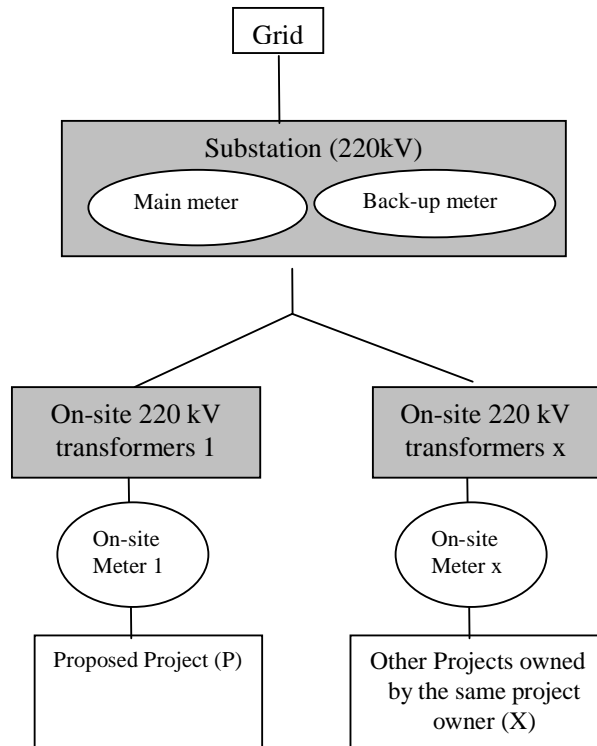 Grid
Substation (220kV)
Main meter
Back-up meter
On-site 220 kV
transformers 1
On-site 220 kV
transformers x
On-site
Meter 1
On-site
Meter x
Proposed Project (P)
Other Projects owned
by the same project
owner (X)